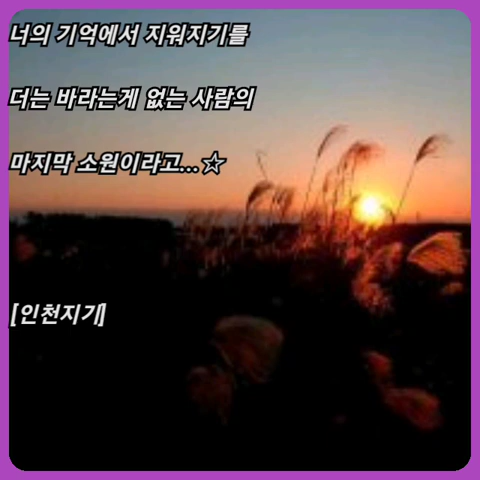 너의 기억에서 지워지기를
더는 바라는게 없는 사람의
마지막 소원이라고...☆
[인천지기]